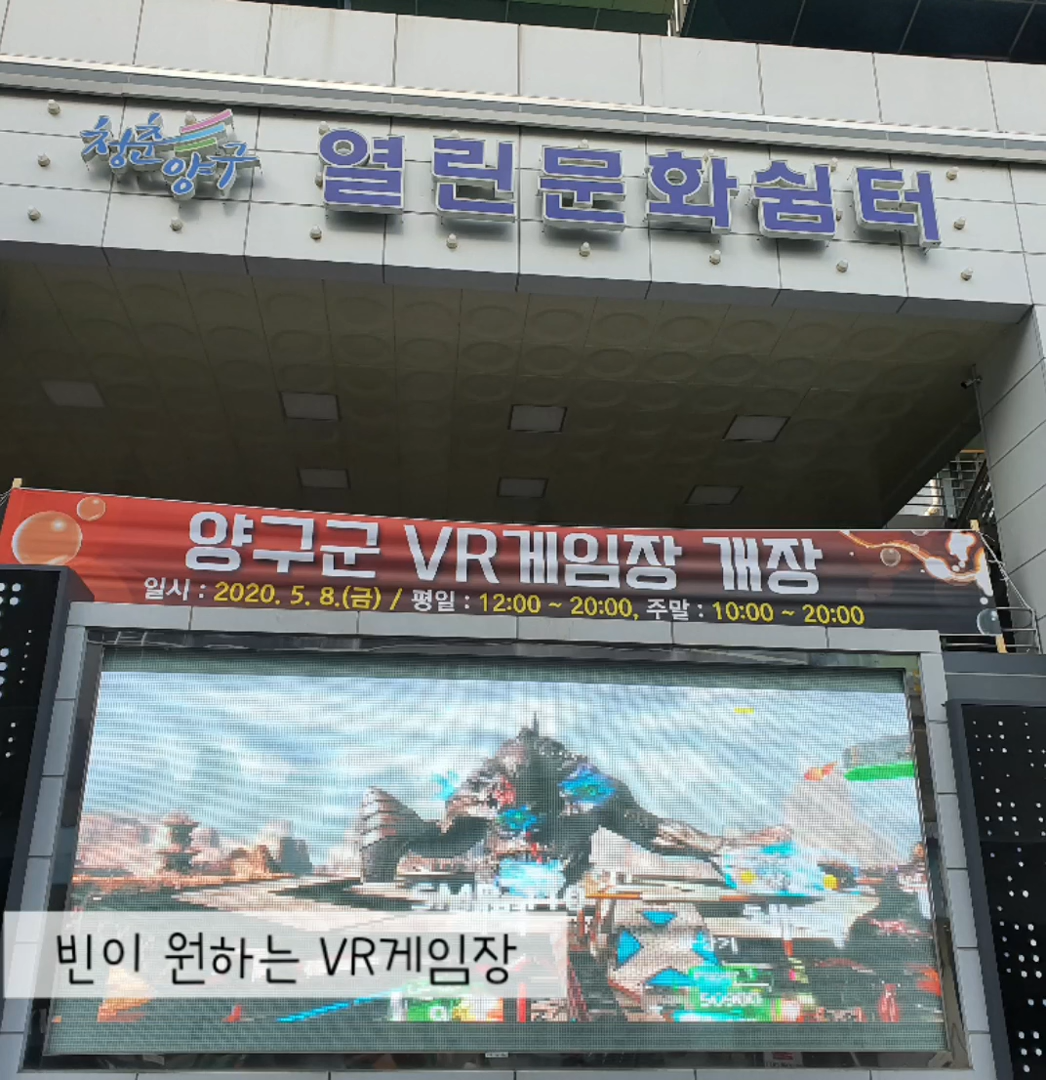 청춘양구 열린문화쉼터
양구군 VR게임장 개장
일시 : 2020. 5. 8.(금) / 평일 : 12:00 ~ 20:00, 주말 : 10:00 ~ 20:00
빈이 원하는 VR게임장